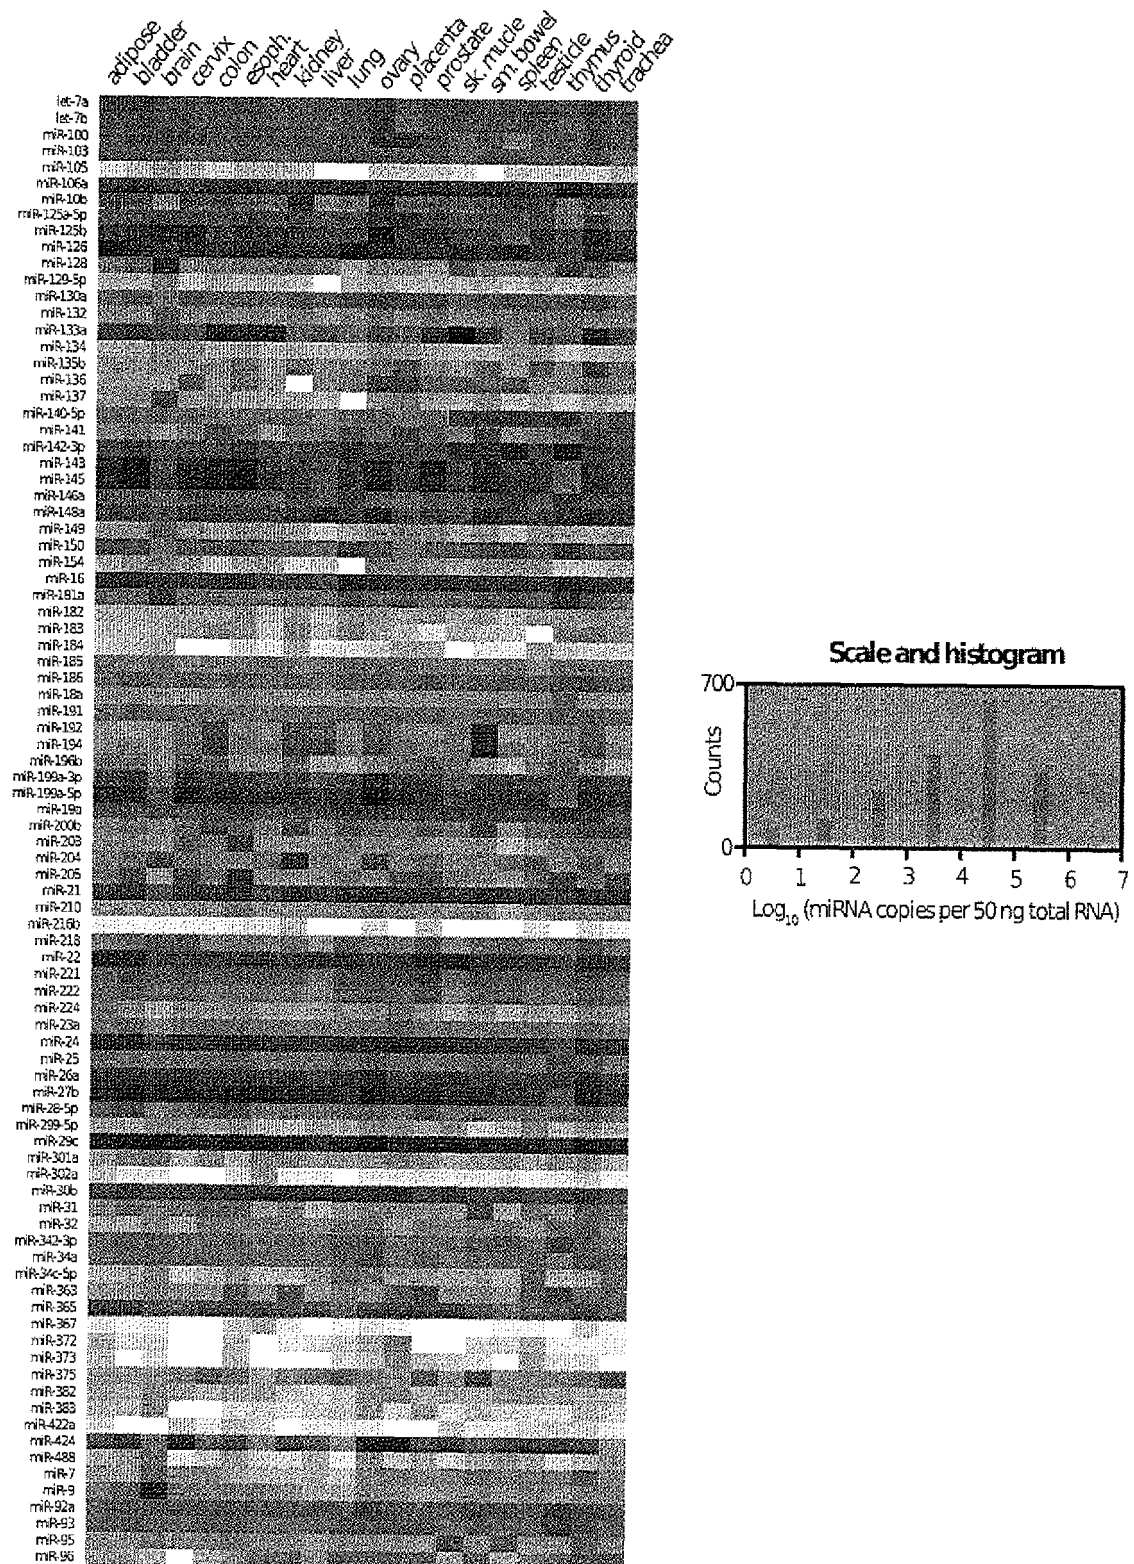 adipose
bladder
brain
cervix
colon
esoph.
heart
kidney
liver
lung
ovary
placenta
prostate
sk. mucle
sm. bowel
spleen
testicle
thymus
thyroid
trachea
let-7a
let-7b
miR-100
miR-103
miR-105
miR-106a
miR-10b
miR-125a-5p
miR-125b
miR-126
miR-128
miR-129-5p
miR-130a
miR-132
miR-133a
miR-134
miR-135b
miR-136
miR-137
miR-140-5p
miR-141
miR-142-3p
miR-143
miR-145
miR-146a
miR-148a
miR-149
miR-150
miR-154
miR-16
miR-181a
miR-182
miR-183
miR-184
miR-185
miR-186
miR-18a
miR-191
miR-192
miR-194
miR-196b
miR-199a-3p
miR-199a-5p
miR-19a
miR-200b
miR-203
miR-204
miR-205
miR-21
miR-210
miR-216b
miR-218
miR-22
miR-221
miR-222
miR-224
miR-23a
miR-24
miR-25
miR-26a
miR-27b
miR-28-5p
miR-299-5p
miR-29c
miR-301a
miR-302a
miR-30b
miR-31
miR-32
miR-342-3p
miR-34a
miR-34c-5p
miR-363
miR-365
miR-367
miR-372
miR-373
miR-375
miR-382
miR-383
miR-422a
miR-424
miR-488
miR-7
miR-9
miR-92a
miR-93
miR-95
miR-96
Scale and histogram
700
Counts
0
0 1 2 3 4 5 6 7
Log10 (miRNA copies per 50 ng total RNA)